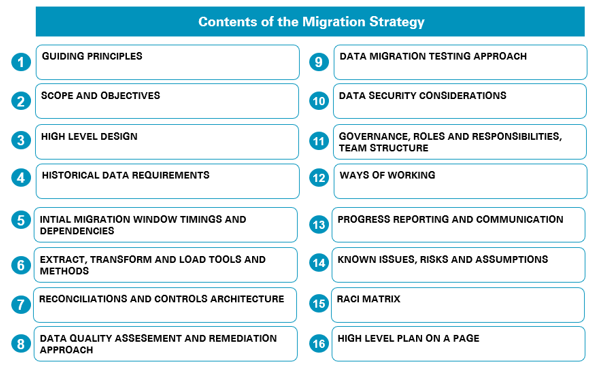 Contents of the Migration Strategy
1 GUIDING PRINCIPLES
2 SCOPE AND OBJECTIVES
3 HIGH LEVEL DESIGN
4 HISTORICAL DATA REQUIREMENTS
5 INTIAL MIGRATION WINDOW TIMINGS AND
DEPENDENCIES
6 EXTRACT, TRANSFORM AND LOAD TOOLS AND
METHODS
7 RECONCILIATIONS AND CONTROLS ARCHITECTURE
8 DATA QUALITY ASSESEMENT AND REMEDIATION
APPROACH
9 DATA MIGRATION TESTING APPROACH
10 DATA SECURITY CONSIDERATIONS
11 GOVERNANCE, ROLES AND RESPONSIBILITIES,
TEAM STRUCTURE
12 WAYS OF WORKING
13 PROGRESS REPORTING AND COMMUNICATION
14 KNOWN ISSUES, RISKS AND ASSUMPTIONS
15 RACI MATRIX
16 HIGH LEVEL PLAN ON A PAGE